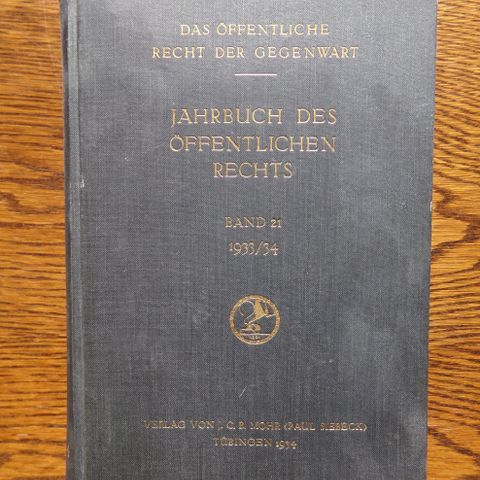 DAS ÖFFENTLICHE
RECHT DER GEGENWART
JAHRBUCH DES
ÖFFENTLICHEN
RECHTS
BAND 21
1933/34
VERLAG VON J. C. B. MOHR (PAUL SIEBECK)
TÜBINGEN 1934